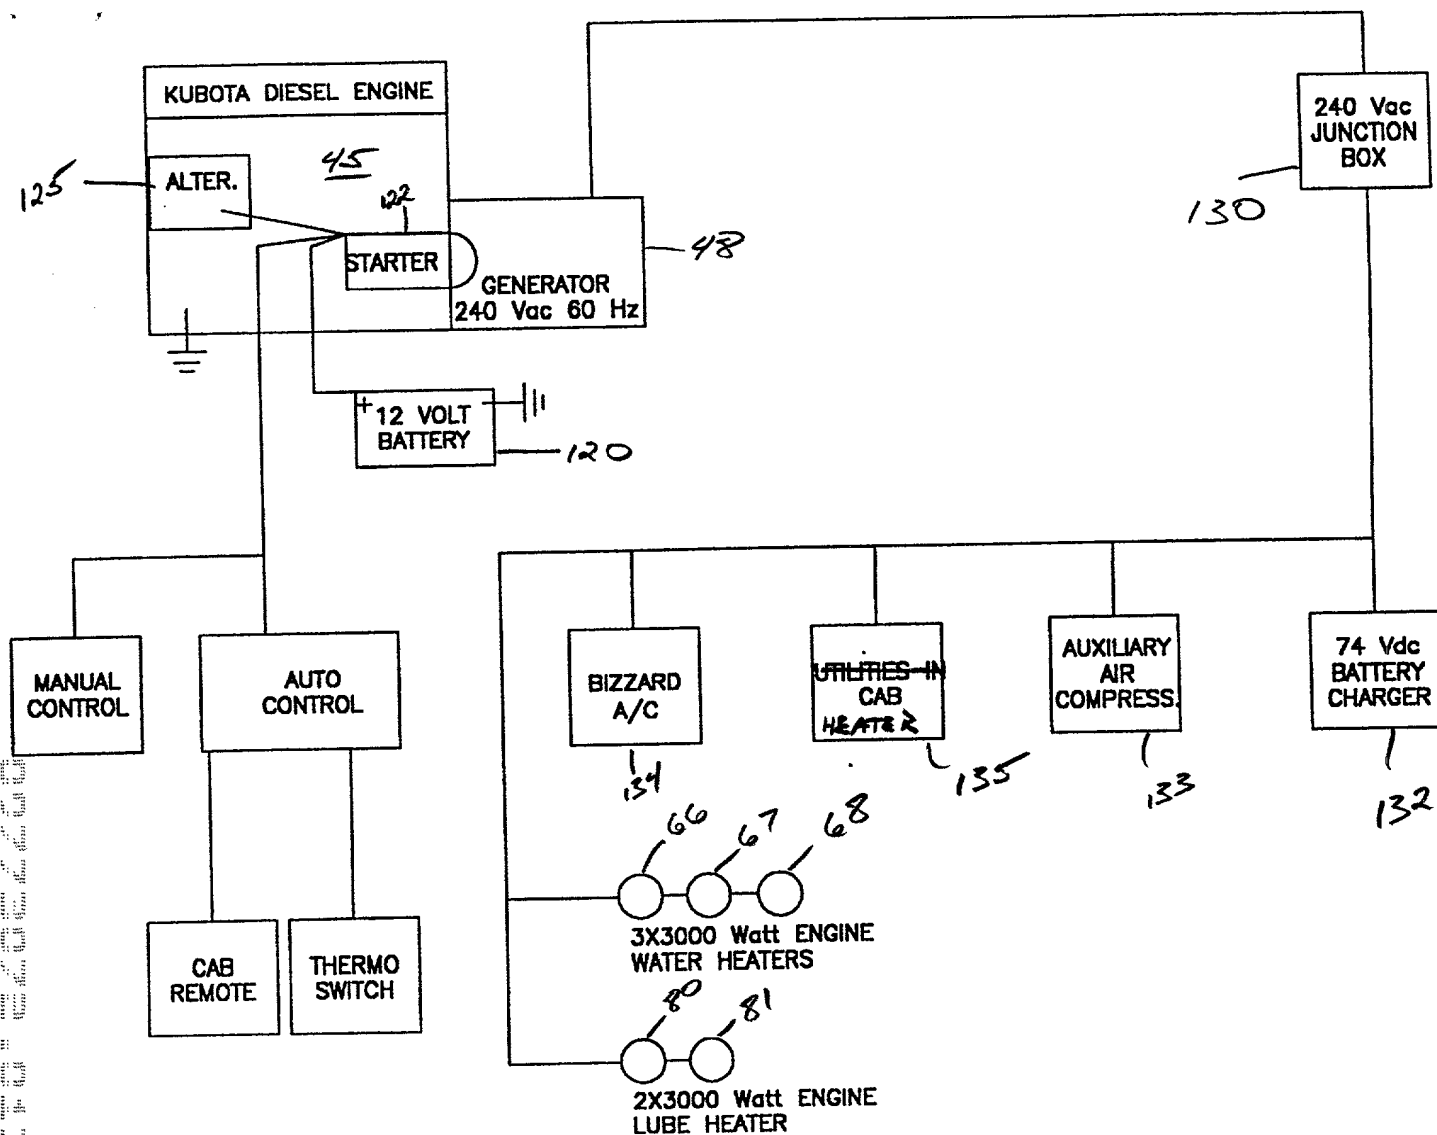 KUBOTA DIESEL ENGINE
240 Vac
JUNCTION
BOX
130
125
ALTER.
45
122
STARTER
48
GENERATOR
240 Vac 60 Hz
+ 12 VOLT
BATTERY
120
MANUAL
CONTROL
AUTO
CONTROL
BIZZARD
A/C
134
UTILITIES IN
CAB
HEATER
135
AUXILIARY
AIR
COMPRESS.
133
74 Vdc
BATTERY
CHARGER
132
66
67
68
3X3000 Watt ENGINE
WATER HEATERS
CAB
REMOTE
THERMO
SWITCH
80
81
2X3000 Watt ENGINE
LUBE HEATER